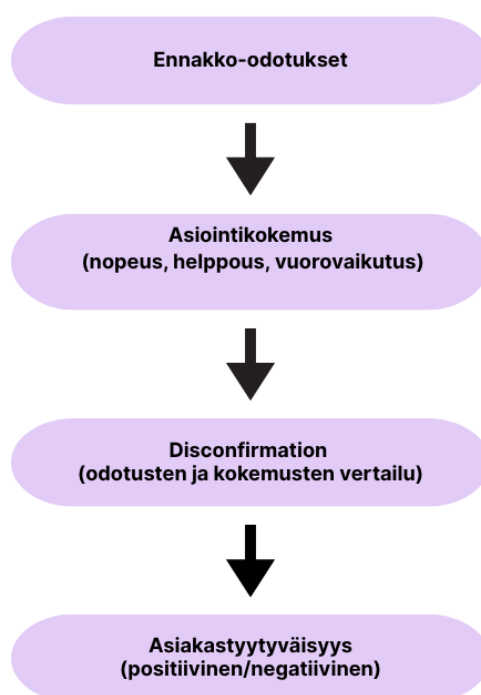 Ennakko-odotukset
Asiointikokemus
(nopeus, helppous, vuorovaikutus)
Disconfirmation
(odotusten ja kokemusten vertailu)
Asiakastyytyväisyys
(positiivinen/negatiivinen)